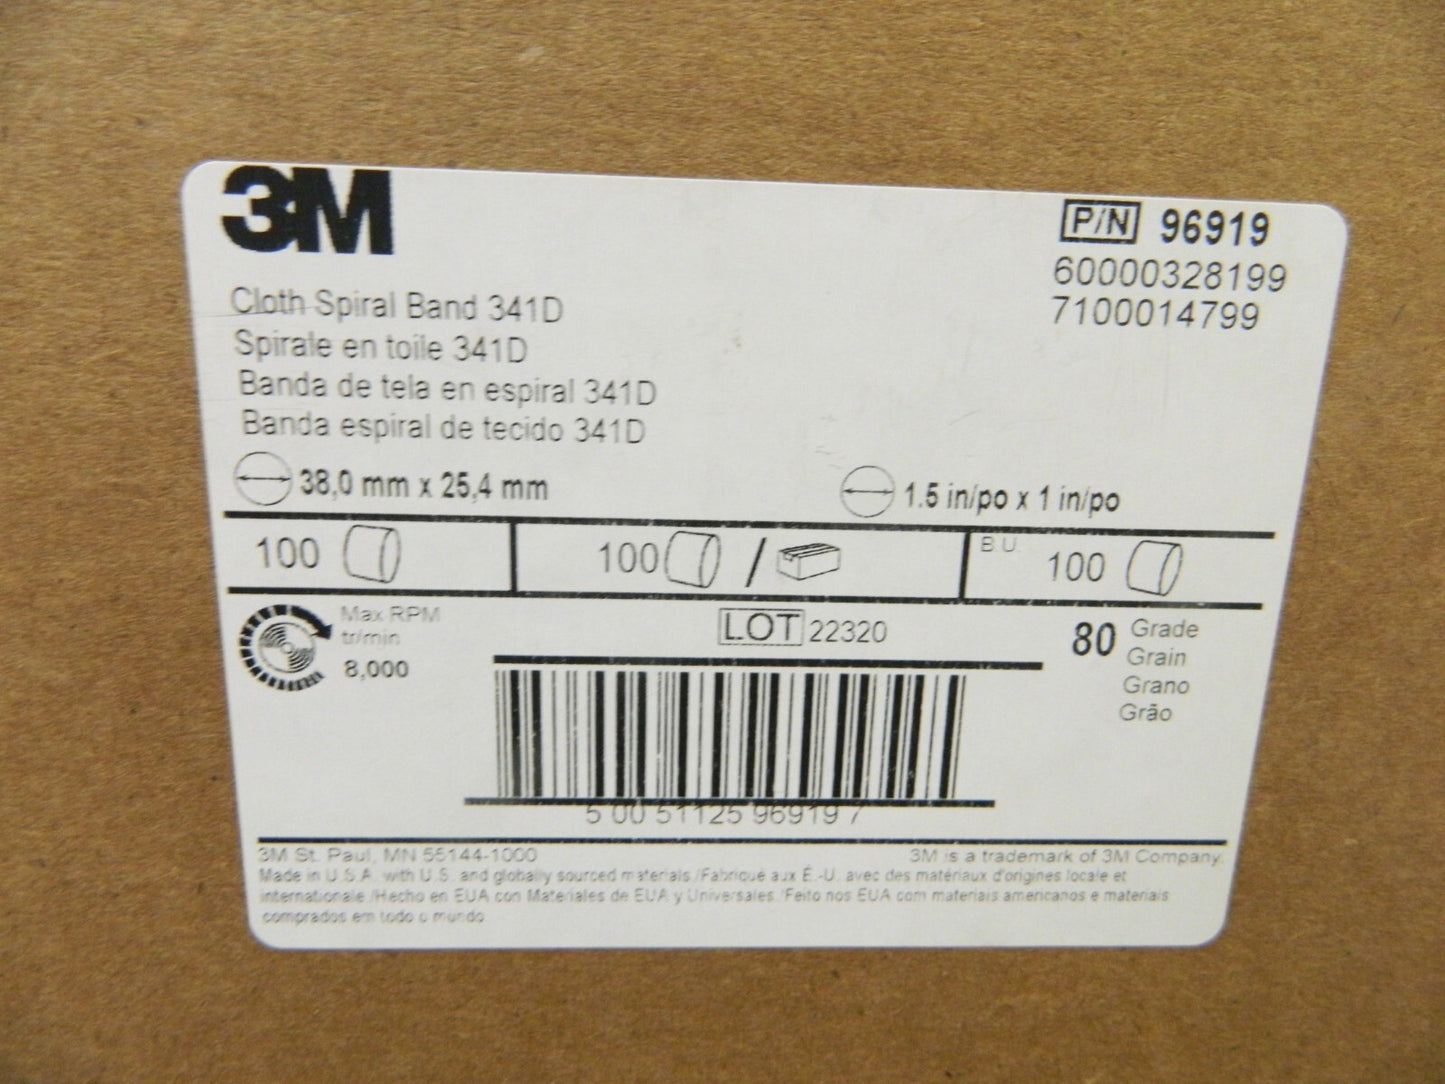 3M
P/N 96919
60000328199
7100014799
Cloth Spiral Band 341D
Spirale en toile 341D
Banda de tela en espiral 341D
Banda espiral de tecido 341D
38,0 mm x 25,4 mm
1.5 in/po x 1 in/po
100
100 /
B.U. 100
Max RPM
tr/min
8,000
LOT 22320
80 Grade
Grain
Grano
Grão
5 00 51125 96919 7
3M St. Paul, MN 55144-1000
3M is a trademark of 3M Company.
Made in U.S.A. with U.S. and globally sourced materials./Fabriqué aux É.-U. avec des matériaux d'origines locale et
internationale./Hecho en EUA con Materiales de EUA y Universales./Feito nos EUA com materiais americanos e materiais
comprados em todo o mundo